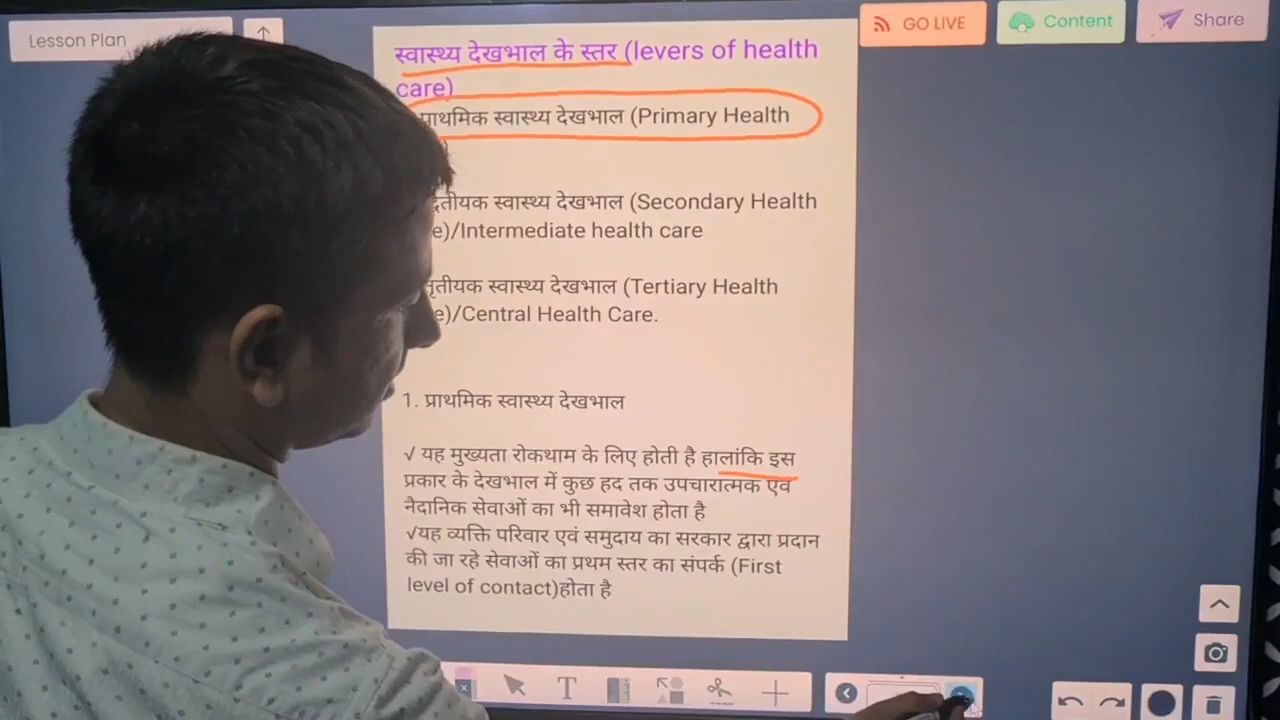 Lesson Plan
GO LIVE
Content
Share
स्वास्थ्य देखभाल के स्तर (levers of health
care)
प्राथमिक स्वास्थ्य देखभाल (Primary Health
स्वास्थ्य देखभाल (Secondary Health
)/Intermediate health care
स्वास्थ्य देखभाल (Tertiary Health
)/Central Health Care.
1. प्राथमिक स्वास्थ्य देखभाल
√ यह मुख्यता रोकथाम के लिए होती है हालांकि इस
प्रकार के देखभाल में कुछ हद तक उपचारात्मक एवं
नैदानिक सेवाओं का भी समावेश होता है
√यह व्यक्ति परिवार एवं समुदाय का सरकार द्वारा प्रदान
की जा रहे सेवाओं का प्रथम स्तर का संपर्क (First
level of contact)होता है
T